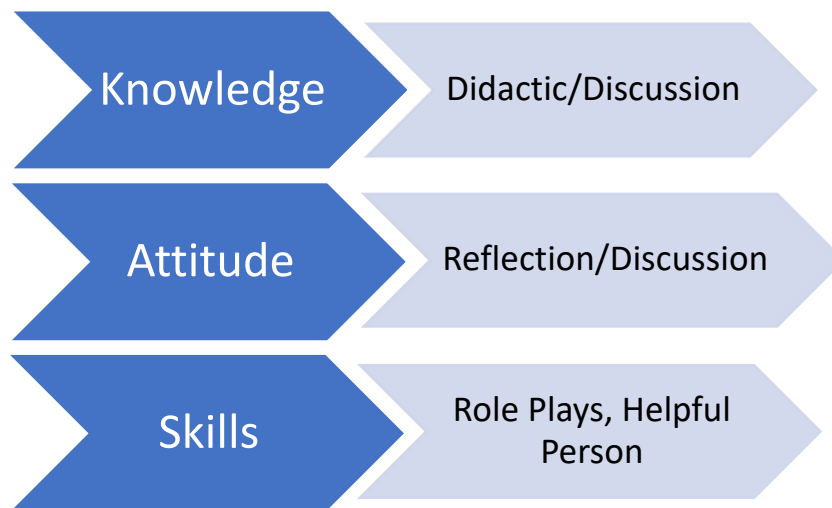 Knowledge
Didactic/Discussion
Attitude
Reflection/Discussion
Skills
Role Plays, Helpful
Person